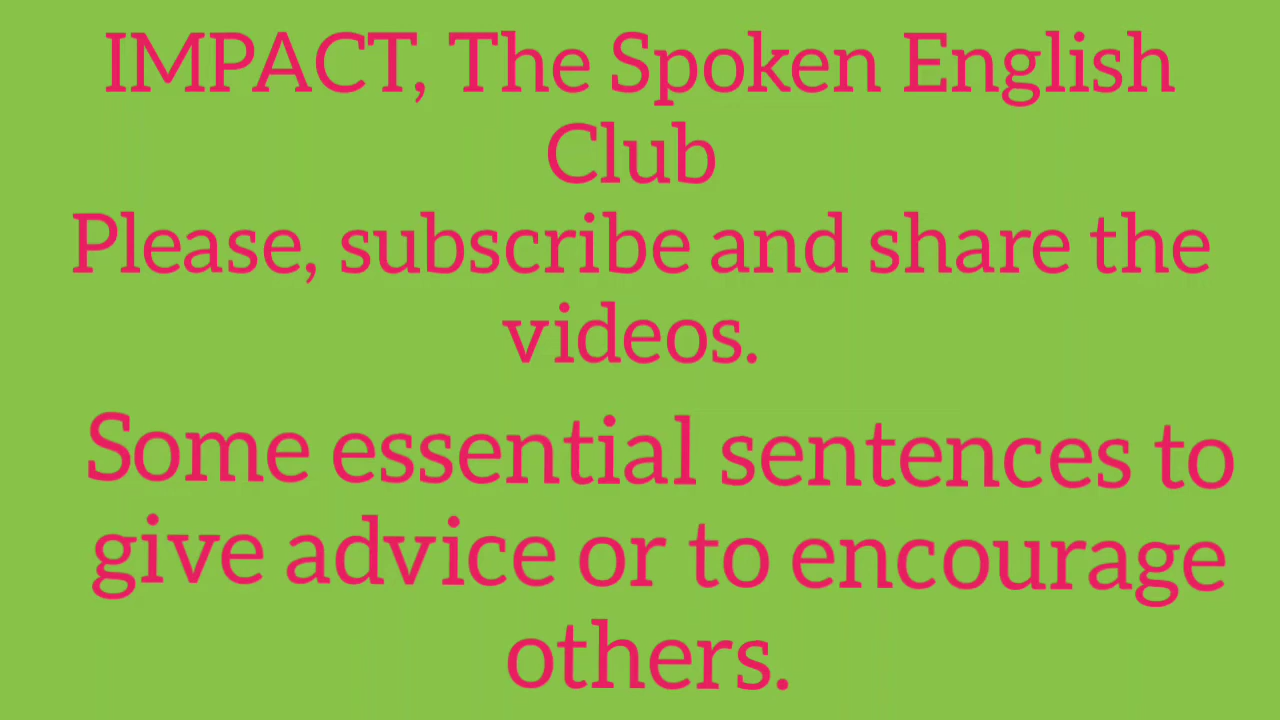 IMPACT, The Spoken English
Club
Please, subscribe and share the
videos.
Some essential sentences to
give advice or to encourage
others.